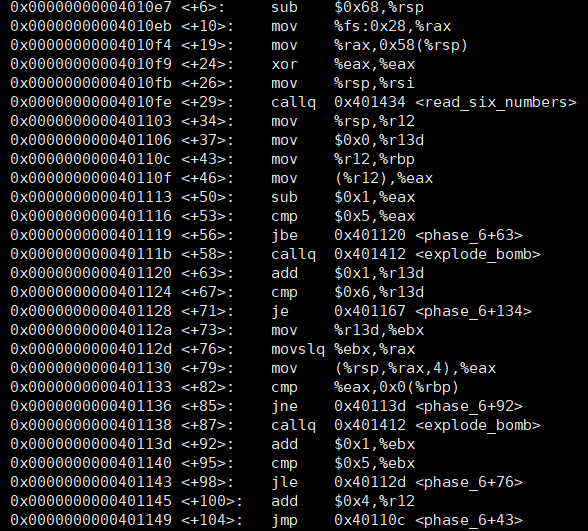 0x00000000004010e7 <+6>: sub $0x68,%rsp
0x00000000004010eb <+10>: mov %fs:0x28,%rax
0x00000000004010f4 <+19>: mov %rax,0x58(%rsp)
0x00000000004010f9 <+24>: xor %eax,%eax
0x00000000004010fb <+26>: mov %rsp,%rsi
0x00000000004010fe <+29>: callq 0x401434 <read_six_numbers>
0x0000000000401103 <+34>: mov %rsp,%r12
0x0000000000401106 <+37>: mov $0x0,%r13d
0x000000000040110c <+43>: mov %r12,%rbp
0x000000000040110f <+46>: mov (%r12),%eax
0x0000000000401113 <+50>: sub $0x1,%eax
0x0000000000401116 <+53>: cmp $0x5,%eax
0x0000000000401119 <+56>: jbe 0x401120 <phase_6+63>
0x000000000040111b <+58>: callq 0x401412 <explode_bomb>
0x0000000000401120 <+63>: add $0x1,%r13d
0x0000000000401124 <+67>: cmp $0x6,%r13d
0x0000000000401128 <+71>: je 0x401167 <phase_6+134>
0x000000000040112a <+73>: mov %r13d,%ebx
0x000000000040112d <+76>: movslq %ebx,%rax
0x0000000000401130 <+79>: mov (%rsp,%rax,4),%eax
0x0000000000401133 <+82>: cmp %eax,0x0(%rbp)
0x0000000000401136 <+85>: jne 0x40113d <phase_6+92>
0x0000000000401138 <+87>: callq 0x401412 <explode_bomb>
0x000000000040113d <+92>: add $0x1,%ebx
0x0000000000401140 <+95>: cmp $0x5,%ebx
0x0000000000401143 <+98>: jle 0x40112d <phase_6+76>
0x0000000000401145 <+100>: add $0x4,%r12
0x0000000000401149 <+104>: jmp 0x40110c <phase_6+43>